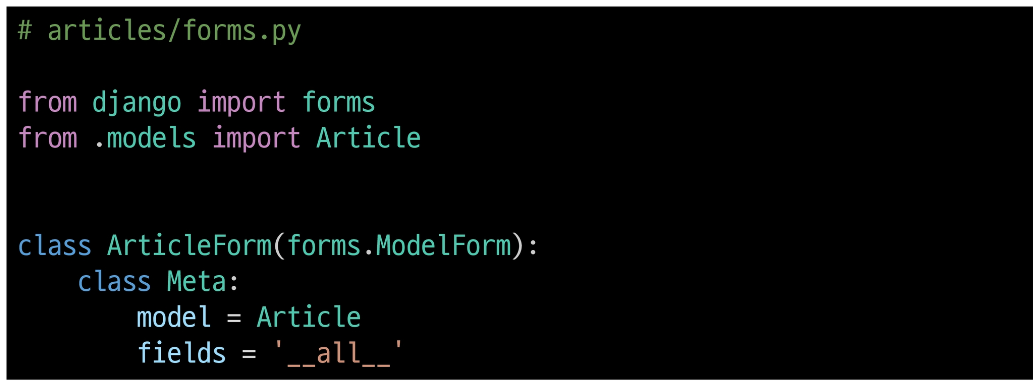 # articles/forms.py
from django import forms
from .models import Article
class ArticleForm(forms.ModelForm):
    class Meta:
        model = Article
        fields = '__all__'